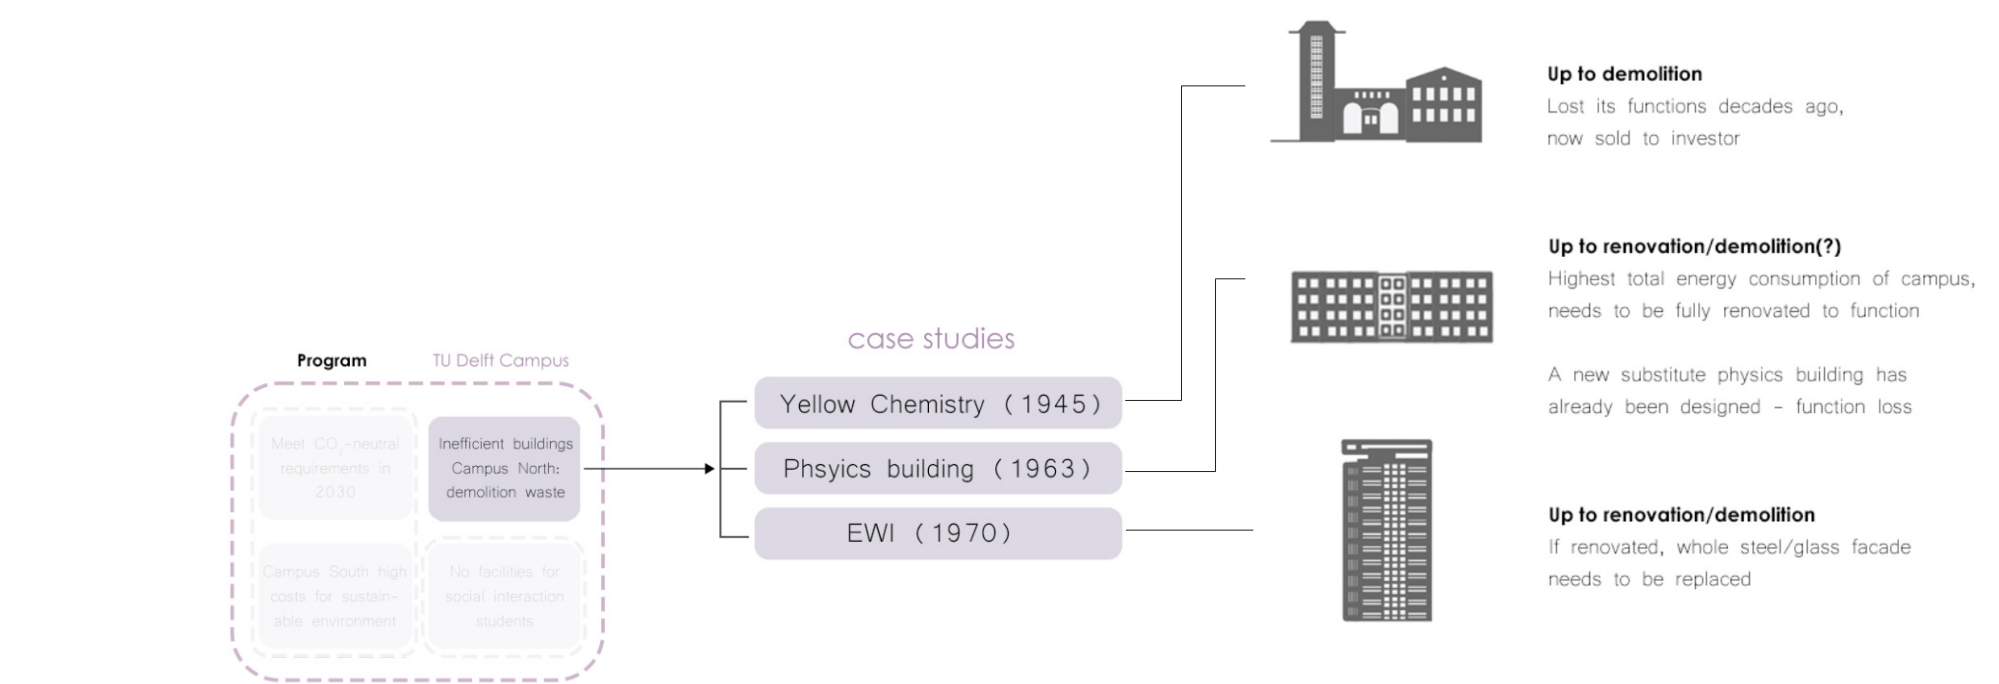 Program
TU Delft Campus
Meet CO2-neutral
requirements in
2030
Inefficient buildings
Campus North:
demolition waste
Campus South high
costs for sustain-
able environment
No facilities for
social interaction
students
case studies
Yellow Chemistry (1945)
Phsyics building (1963)
EWI (1970)
Up to demolition
Lost its functions decades ago,
now sold to investor
Up to renovation/demolition(?)
Highest total energy consumption of campus,
needs to be fully renovated to function
A new substitute physics building has
already been designed - function loss
Up to renovation/demolition
If renovated, whole steel/glass facade
needs to be replaced